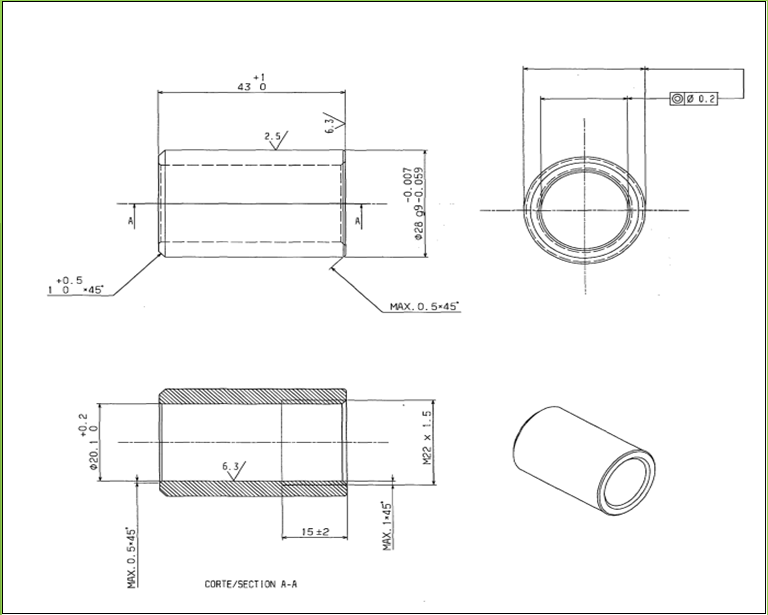 +1
43 0
2.5
6.3
⌀ 0.2
-0.007
⌀28 g9-0.059
A
A
+0.5
1 0 ×45°
MAX.0.5×45°
+0.2
⌀20.1 0
6.3
M22 x 1.5
15±2
MAX.0.5×45°
MAX.1×45°
CORTE/SECTION A-A